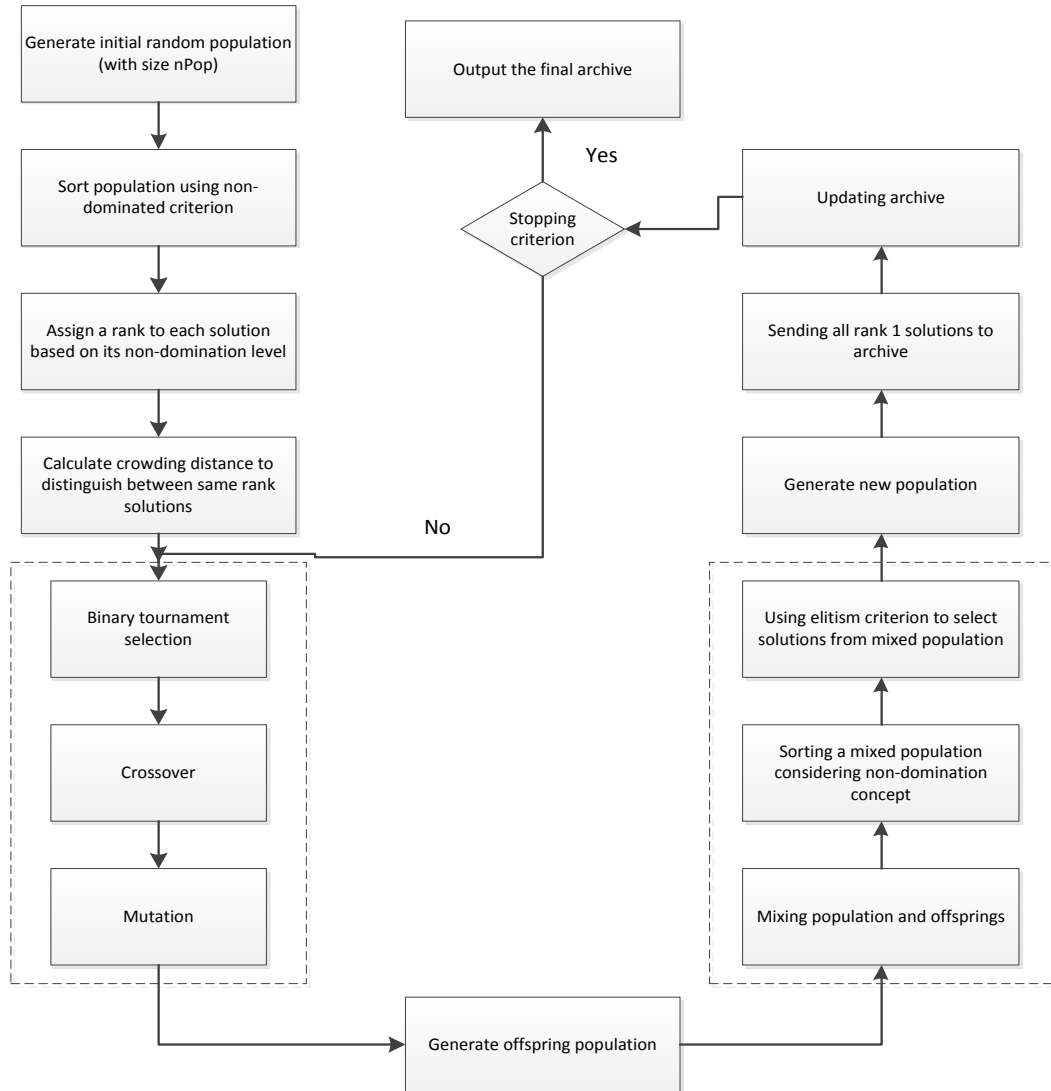 Generate initial random population
(with size nPop)
Sort population using non-
dominated criterion
Assign a rank to each solution
based on its non-domination level
Calculate crowding distance to
distinguish between same rank
solutions
Binary tournament
selection
Crossover
Mutation
Generate offspring population
Mixing population and offsprings
Sorting a mixed population
considering non-domination
concept
Using elitism criterion to select
solutions from mixed population
Generate new population
Sending all rank 1 solutions to
archive
Updating archive
Stopping
criterion
Yes
No
Output the final archive